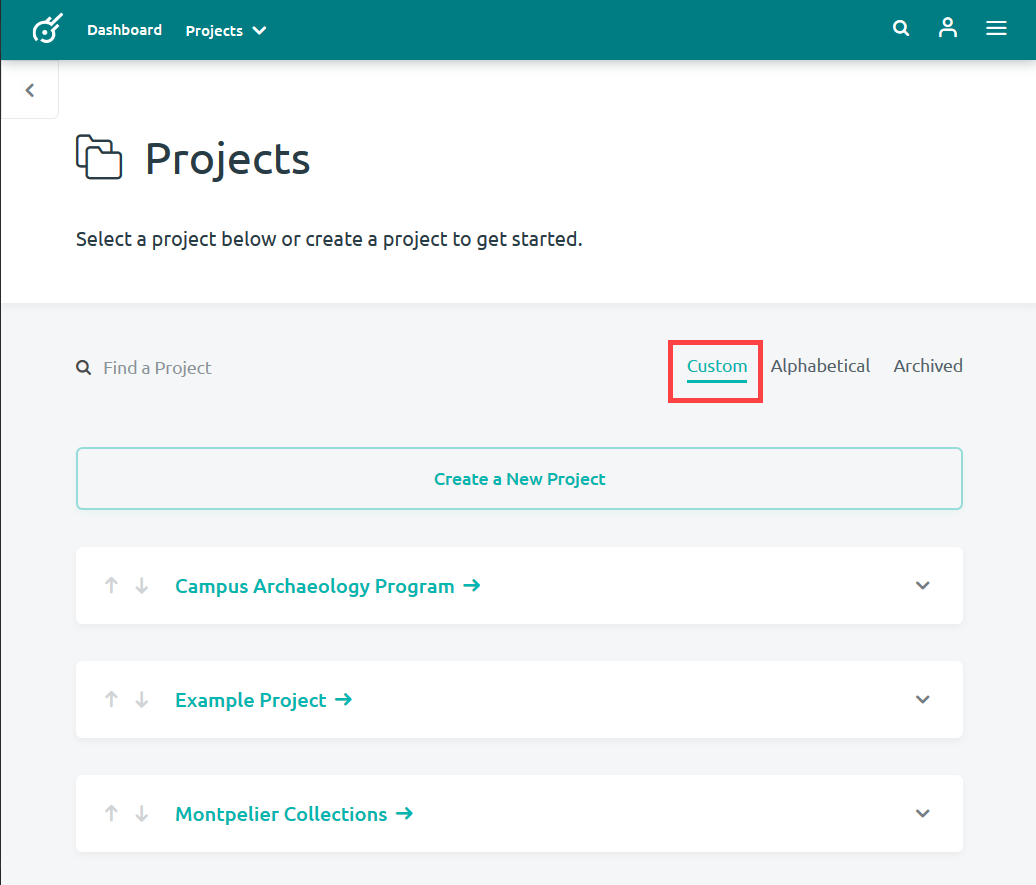 Dashboard Projects
Projects
Select a project below or create a project to get started.
Find a Project Custom Alphabetical Archived
Create a New Project
Campus Archaeology Program
Example Project
Montpelier Collections